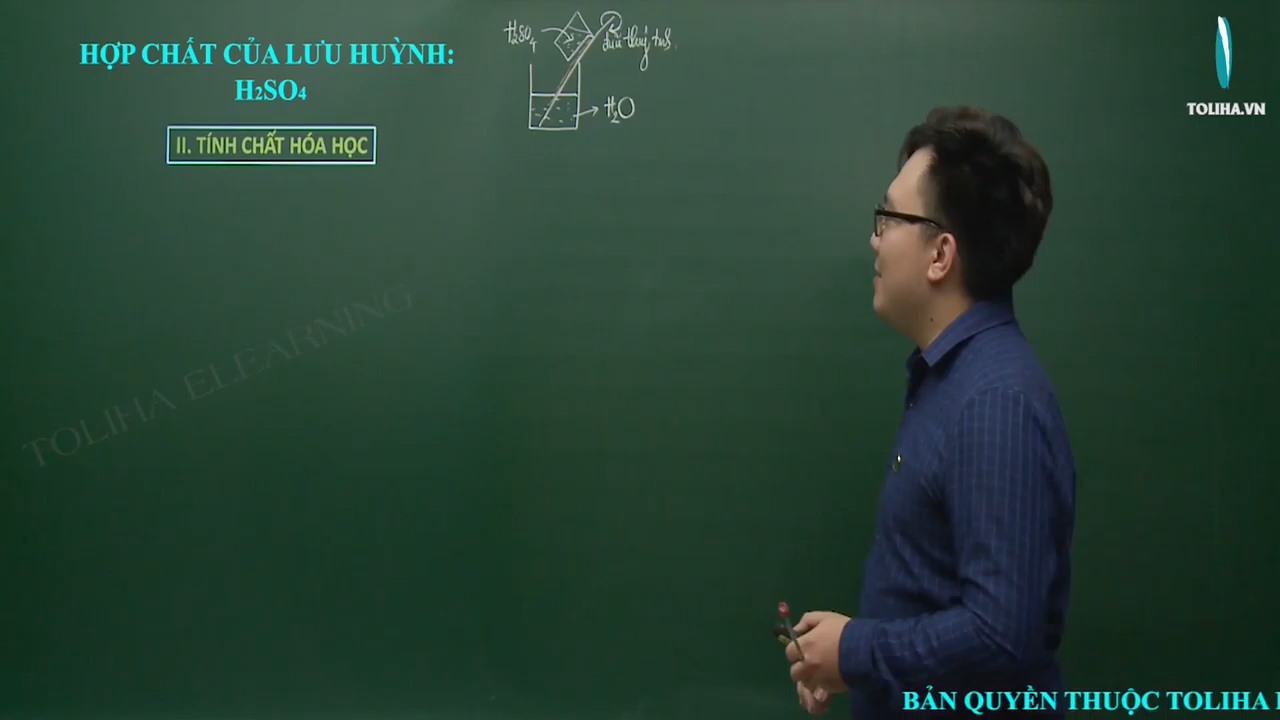 HỢP CHẤT CỦA LƯU HUỲNH:
H₂SO₄
II. TÍNH CHẤT HÓA HỌC
H₂SO₄
đũa thuỷ tinh.
H₂O
TOLIHA.VN
TOLIHA ELEARNING
BẢN QUYỀN THUỘC TOLIHA